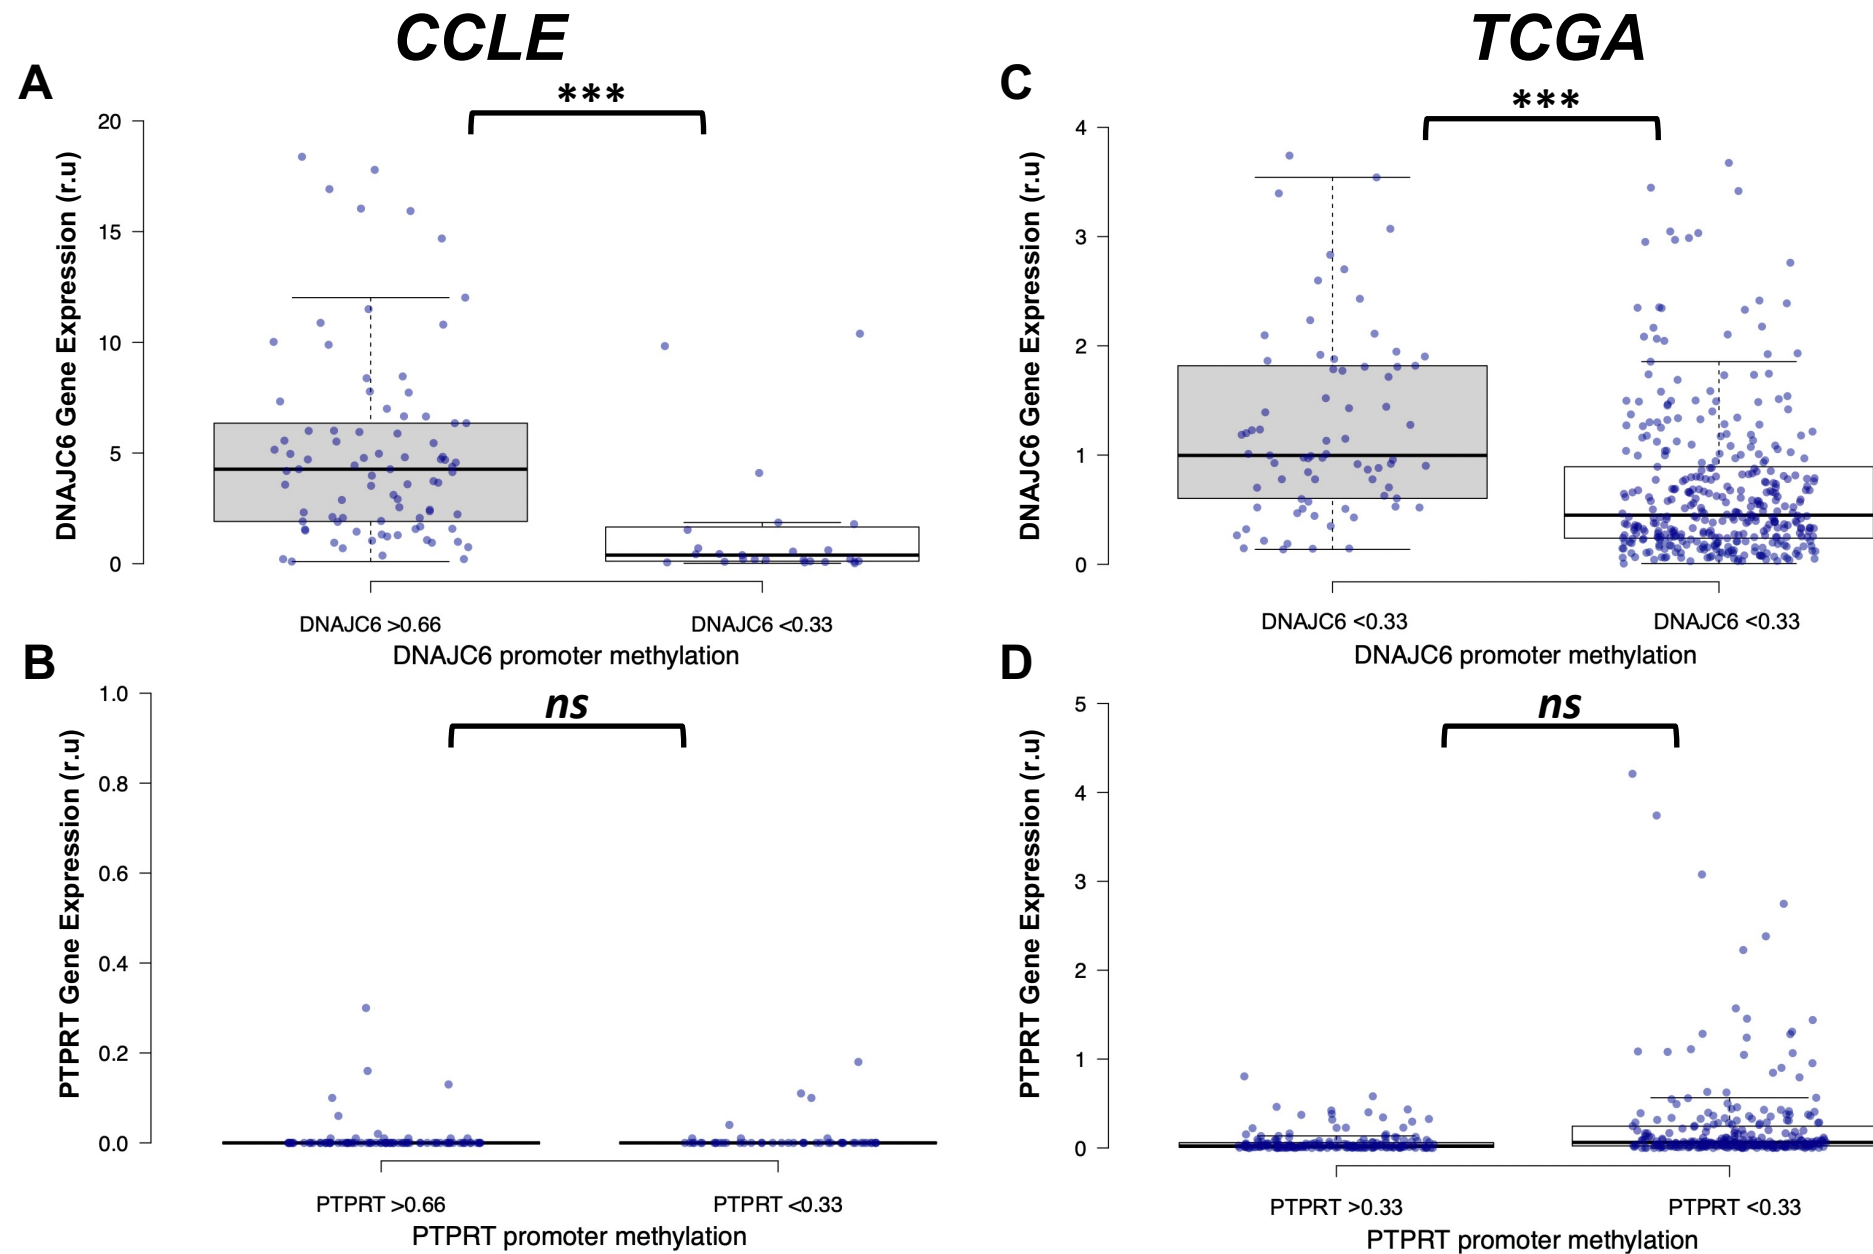 CCLE
TCGA
A
***
DNAJC6 Gene Expression (r.u)
20
15
10
5
0
DNAJC6 >0.66
DNAJC6 <0.33
DNAJC6 promoter methylation
C
***
DNAJC6 Gene Expression (r.u)
4
3
2
1
0
DNAJC6 <0.33
DNAJC6 <0.33
DNAJC6 promoter methylation
B
ns
PTPRT Gene Expression (r.u)
1.0
0.8
0.6
0.4
0.2
0.0
PTPRT >0.66
PTPRT <0.33
PTPRT promoter methylation
D
ns
PTPRT Gene Expression (r.u)
5
4
3
2
1
0
PTPRT >0.33
PTPRT <0.33
PTPRT promoter methylation